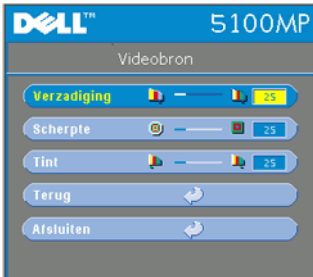 DELL™ 5100MP
Videobron
Verzadiging 25
Scherpte 25
Tint 25
Terug
Afsluiten